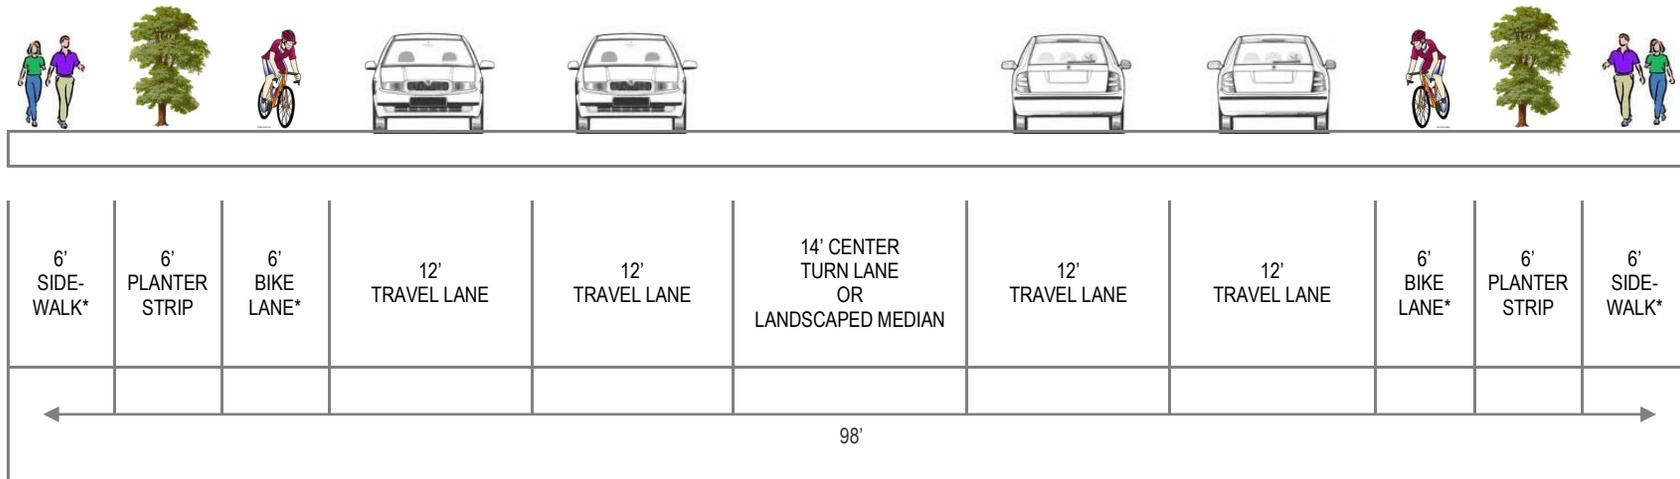 6’
SIDE-
WALK*
6’
PLANTER
STRIP
6’
BIKE
LANE*
12’
TRAVEL LANE
12’
TRAVEL LANE
14’ CENTER
TURN LANE
OR
LANDSCAPED MEDIAN
12’
TRAVEL LANE
12’
TRAVEL LANE
6’
BIKE
LANE*
6’
PLANTER
STRIP
6’
SIDE-
WALK*
98’